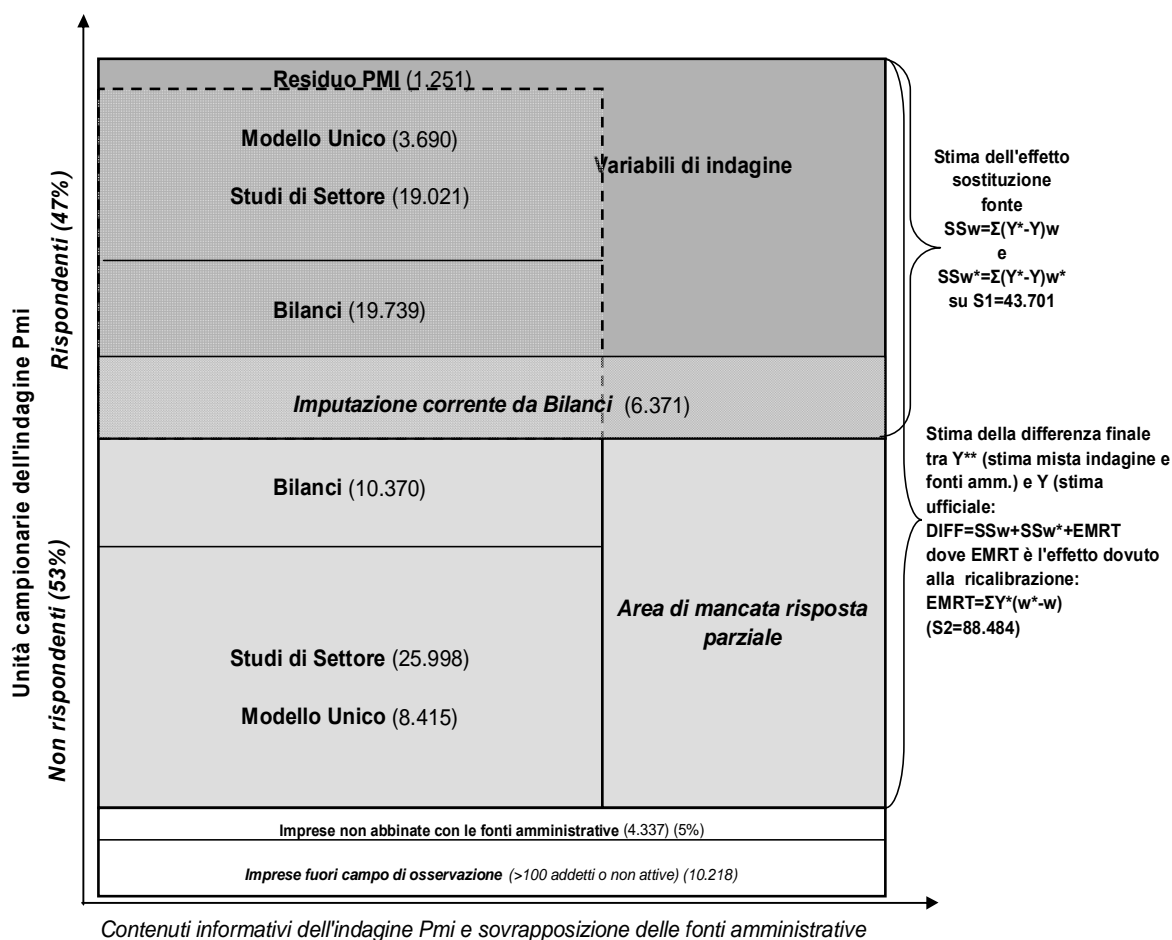 Residuo PMI (1.251)
Modello Unico (3.690)
Variabili di indagine
Studi di Settore (19.021)
Bilanci (19.739)
Imputazione corrente da Bilanci (6.371)
Bilanci (10.370)
Area di mancata risposta
parziale
Studi di Settore (25.998)
Modello Unico (8.415)
Imprese non abbinate con le fonti amministrative (4.337) (5%)
Imprese fuori campo di osservazione (>100 addetti o non attive) (10.218)
Unità campionarie dell'indagine Pmi
Rispondenti (47%)
Non rispondenti (53%)
Stima dell'effetto
sostituzione
fonte
SSw=Σ(Y*-Y)w
e
SSw*=Σ(Y*-Y)w*
su S1=43.701
Stima della differenza finale
tra Y** (stima mista indagine e
fonti amm.) e Y (stima
ufficiale:
DIFF=SSw+SSw*+EMRT
dove EMRT è l'effetto dovuto
alla ricalibrazione:
EMRT=ΣY*(w*-w)
(S2=88.484)
Contenuti informativi dell'indagine Pmi e sovrapposizione delle fonti amministrative